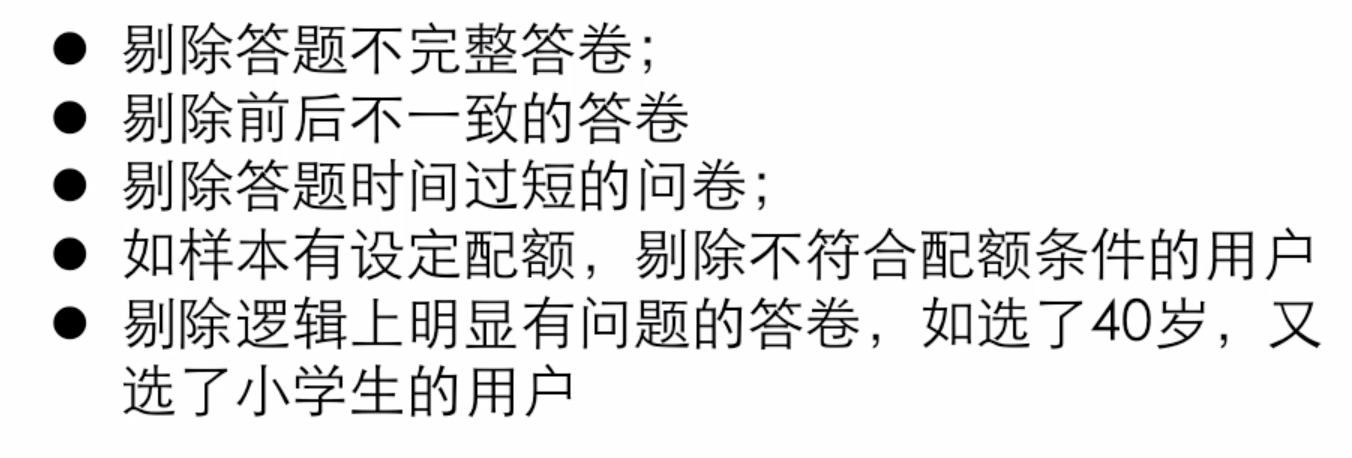 ● 剔除答题不完整答卷；
● 剔除前后不一致的答卷
● 剔除答题时间过短的问卷；
● 如样本有设定配额，剔除不符合配额条件的用户
● 剔除逻辑上明显有问题的答卷，如选了40岁，又
选了小学生的用户